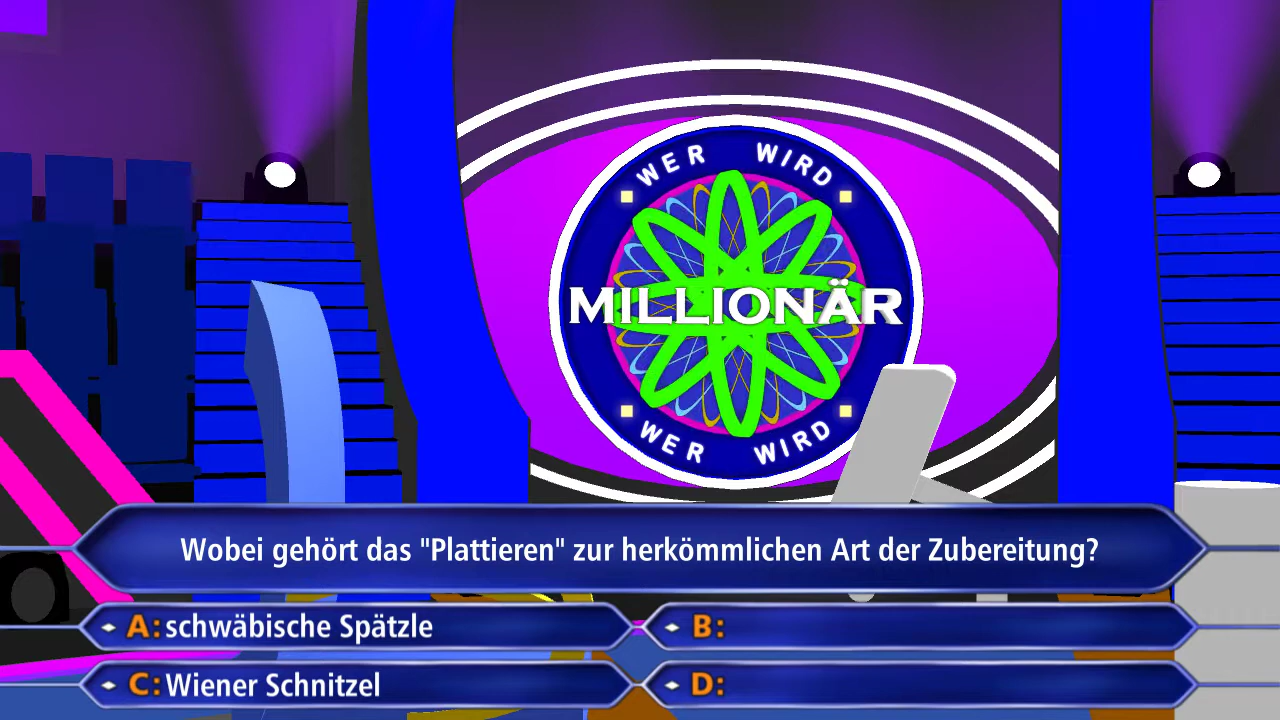 WER WIRD
MILLIONÄR
WER WIRD
Wobei gehört das "Plattieren" zur herkömmlichen Art der Zubereitung?
A: schwäbische Spätzle
B:
C: Wiener Schnitzel
D: